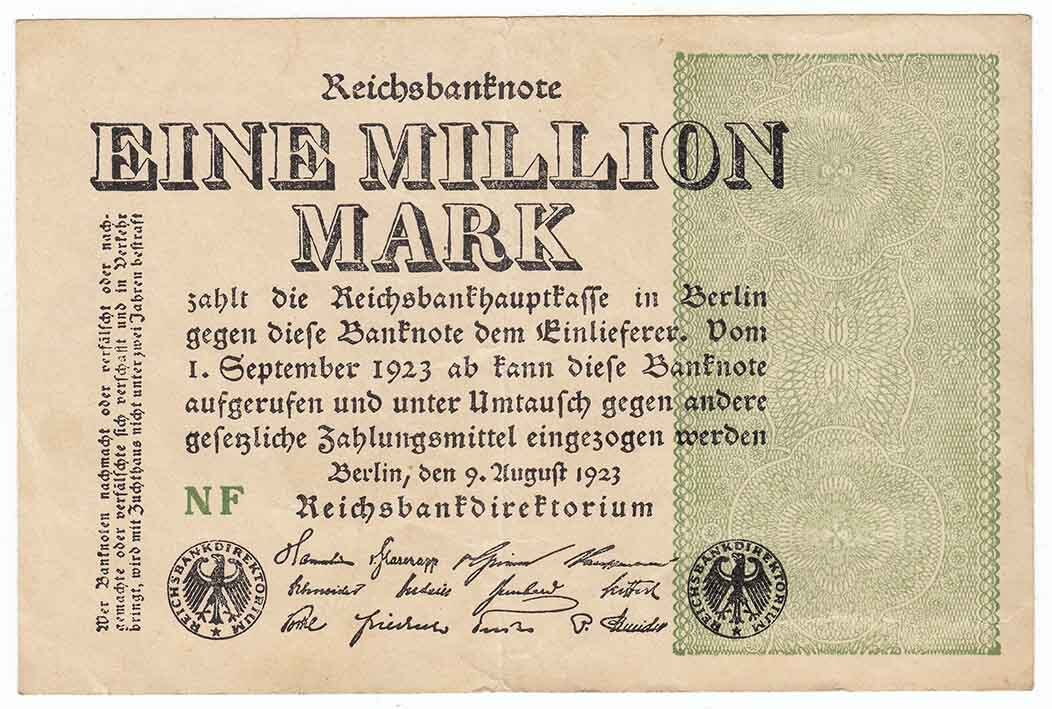 Reichsbanknote
EINE MILLION
MARK
zahlt die Reichsbankhauptkasse in Berlin
gegen diese Banknote dem Einlieferer. Vom
1. September 1923 ab kann diese Banknote
aufgerufen und unter Umtausch gegen andere
gesetzliche Zahlungsmittel eingezogen werden
Berlin, den 9. August 1923
Reichsbankdirektorium
NF
Wer Banknoten nachmacht oder verfälscht oder nach-
gemachte oder verfälschte sich verschafft und in Verkehr
bringt, wird mit Zuchthaus nicht unter zwei Jahren bestraft
REICHSBANKDIREKTORIUM
v. Glasenapp
Schneider
P. Schneider
REICHSBANKDIREKTORIUM